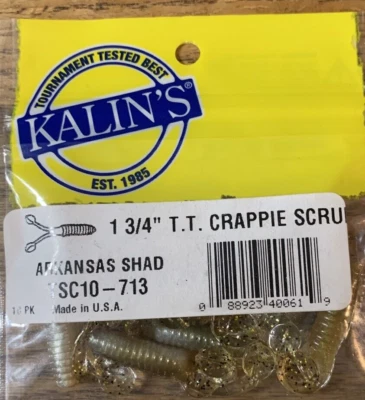 TOURNAMENT TESTED BEST
KALIN'S®
EST. 1985
1 3/4" T.T. CRAPPIE SCRU
ARKANSAS SHAD
TSC10-713
10 PK Made in U.S.A.
0 88923 40061 9